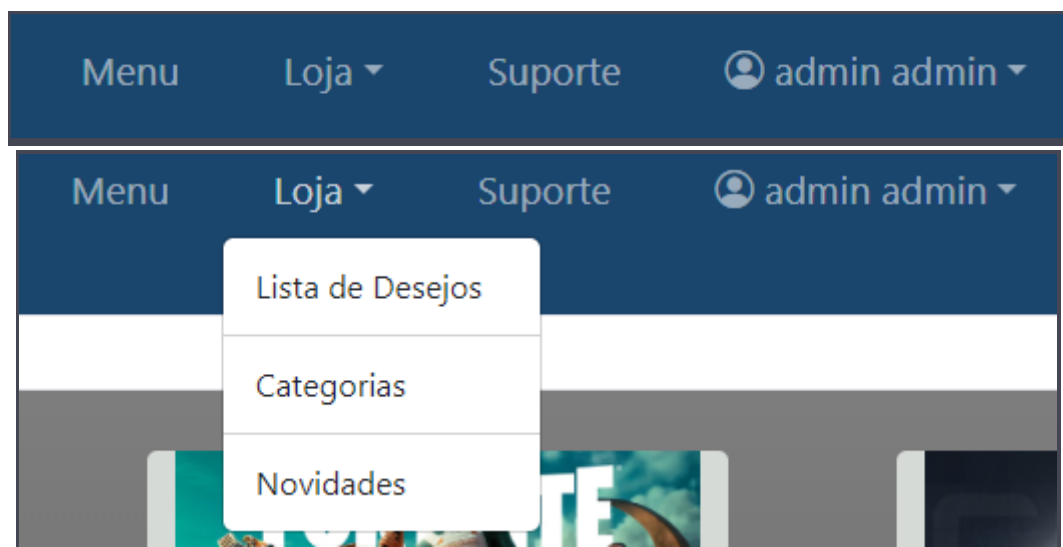 Menu Loja Suporte admin admin
Menu Loja Suporte admin admin
Lista de Desejos
Categorias
Novidades